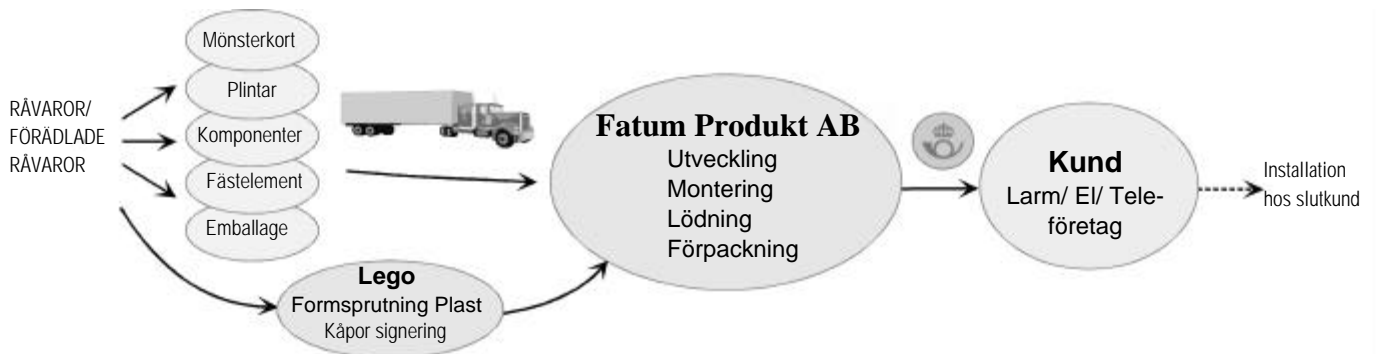 RÅVAROR/
FÖRÄDLADE
RÅVAROR
Mönsterkort
Plintar
Komponenter
Fästelement
Emballage
Lego
Formsprutning Plast
Kåpor signering
Fatum Produkt AB
Utveckling
Montering
Lödning
Förpackning
Kund
Larm/ El/ Tele-
företag
Installation
hos slutkund